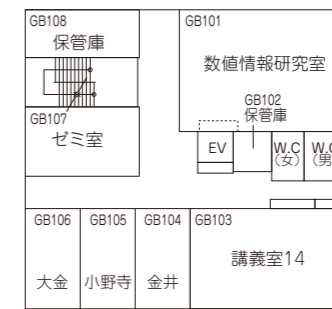 GB108
保管庫
GB101
数値情報研究室
GB102
保管庫
GB107
ゼミ室
EV
W.C
(女)
W.C
(男
GB106
GB105
GB104
GB103
大金
小野寺
金井
講義室14